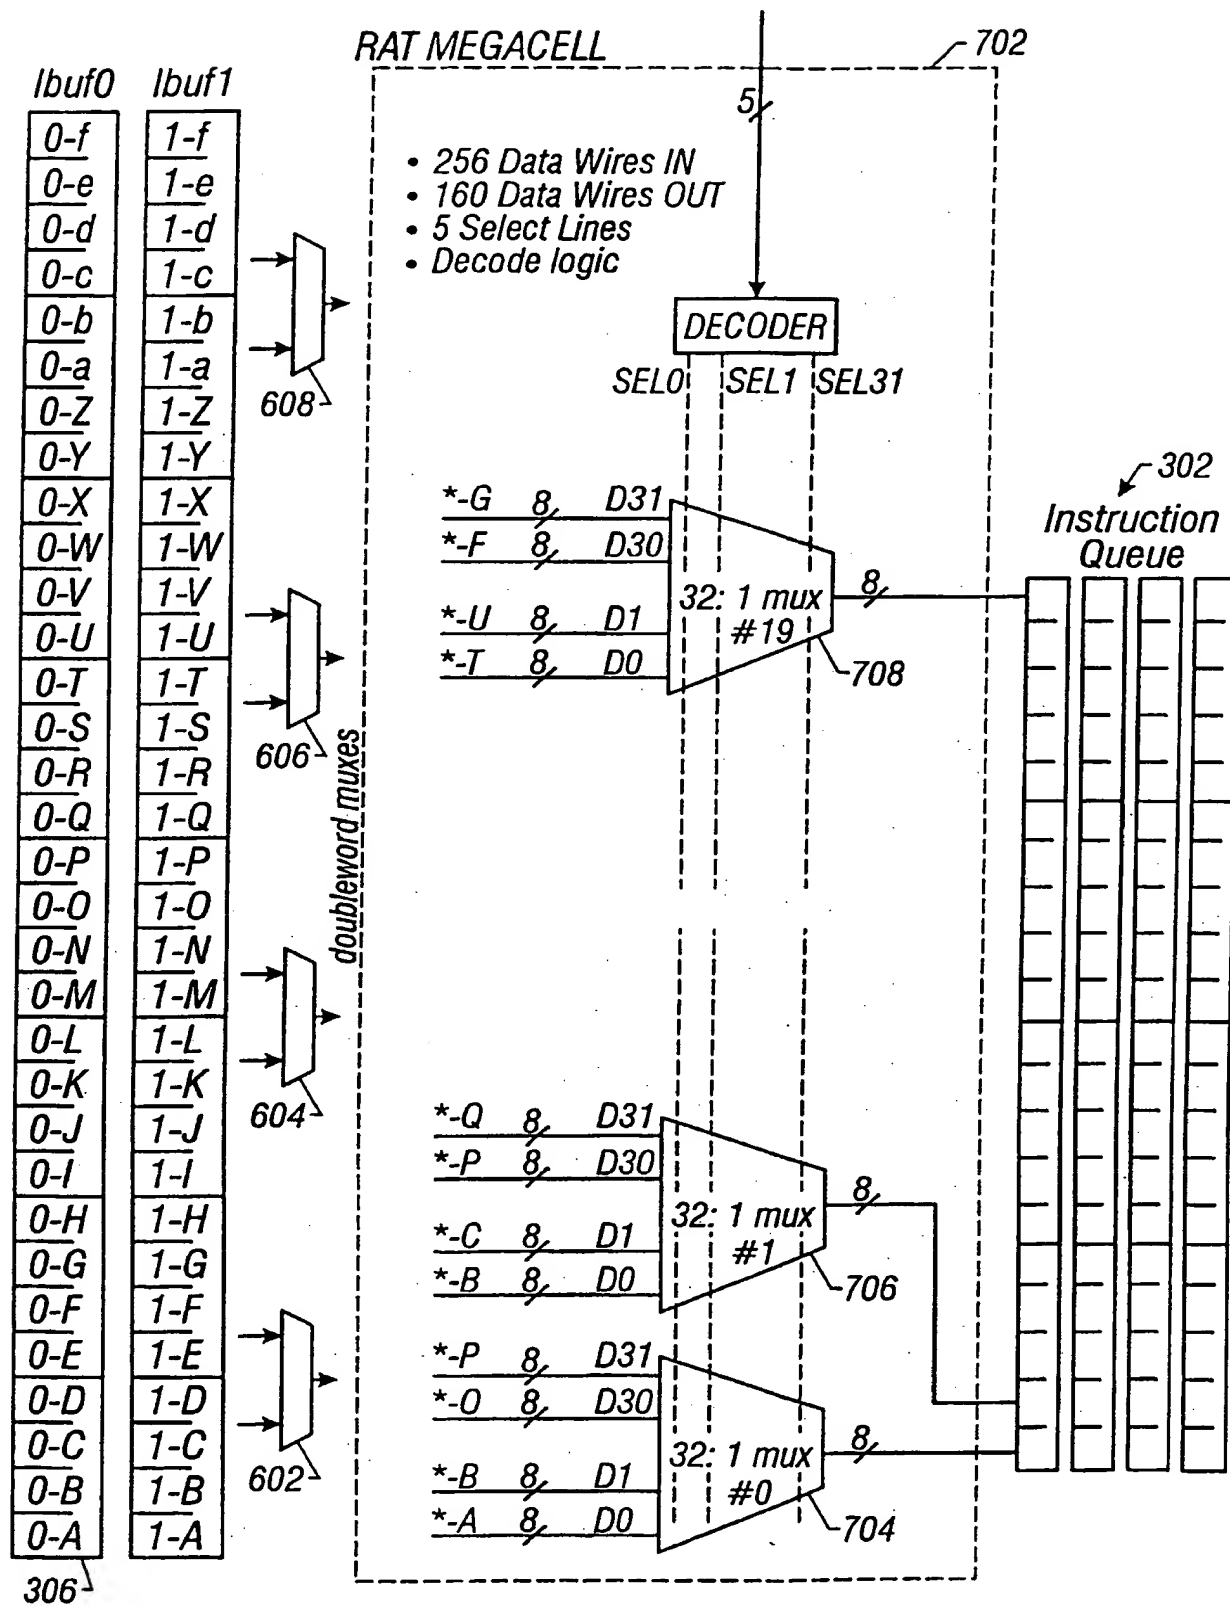 RAT MEGACELL
702
Ibuf0
Ibuf1
0-f
0-e
0-d
0-c
0-b
0-a
0-Z
0-Y
0-X
0-W
0-V
0-U
0-T
0-S
0-R
0-Q
0-P
0-O
0-N
0-M
0-L
0-K
0-J
0-I
0-H
0-G
0-F
0-E
0-D
0-C
0-B
0-A
306
1-f
1-e
1-d
1-c
1-b
1-a
1-Z
1-Y
1-X
1-W
1-V
1-U
1-T
1-S
1-R
1-Q
1-P
1-O
1-N
1-M
1-L
1-K
1-J
1-I
1-H
1-G
1-F
1-E
1-D
1-C
1-B
1-A
608
606
604
602
doubleword muxes
5
• 256 Data Wires IN
• 160 Data Wires OUT
• 5 Select Lines
• Decode logic
DECODER
SEL0
SEL1
SEL31
*-G 8 D31
*-F 8 D30
*-U 8 D1
*-T 8 D0
32: 1 mux
#19
8
708
*-Q 8 D31
*-P 8 D30
*-C 8 D1
*-B 8 D0
32: 1 mux
#1
8
706
*-P 8 D31
*-O 8 D30
*-B 8 D1
*-A 8 D0
32: 1 mux
#0
8
704
302
Instruction
Queue